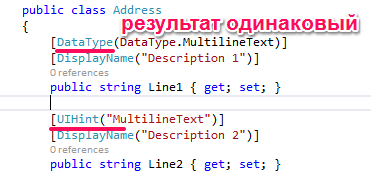 public class Address
результат одинаковый
{
[DataType(DataType.MultilineText)]
[DisplayName("Description 1")]
0 references
public string Line1 { get; set; }
[UIHint("MultilineText")]
[DisplayName("Description 2")]
0 references
public string Line2 { get; set; }